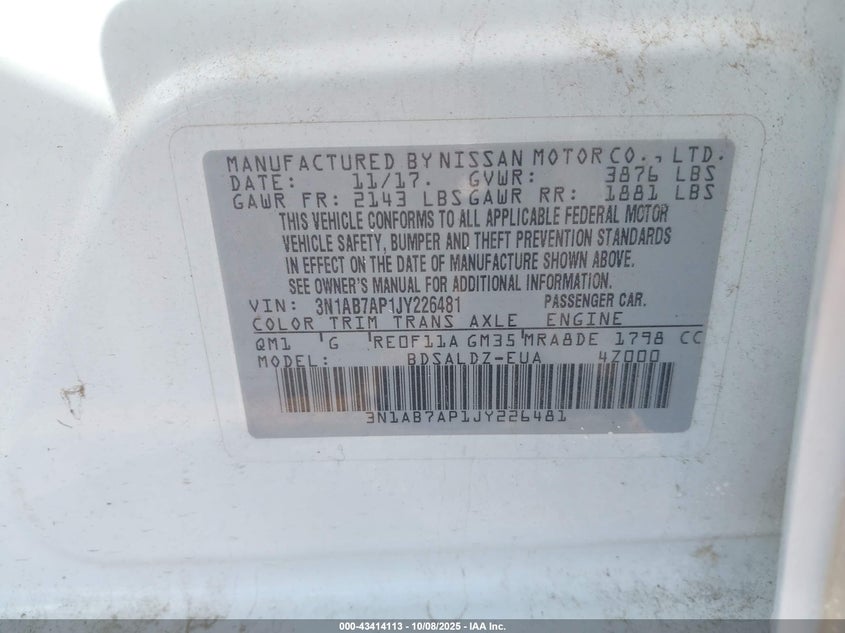 MANUFACTURED BY NISSAN MOTOR CO., LTD.
DATE: 11/17. GVWR: 3876 LBS
GAWR FR: 2143 LBS GAWR RR: 1881 LBS
THIS VEHICLE CONFORMS TO ALL APPLICABLE FEDERAL MOTOR
VEHICLE SAFETY, BUMPER AND THEFT PREVENTION STANDARDS
IN EFFECT ON THE DATE OF MANUFACTURE SHOWN ABOVE.
SEE OWNER'S MANUAL FOR ADDITIONAL INFORMATION.
VIN: 3N1AB7AP1JY226481 PASSENGER CAR.
COLOR TRIM TRANS AXLE ENGINE
QM1 G RE0F11A GM35 MRA8DE 1798 CC
MODEL: BDSALDZ-EUA 4Z000
3N1AB7AP1JY226481
000-43414113 - 10/08/2025 - IAA Inc.